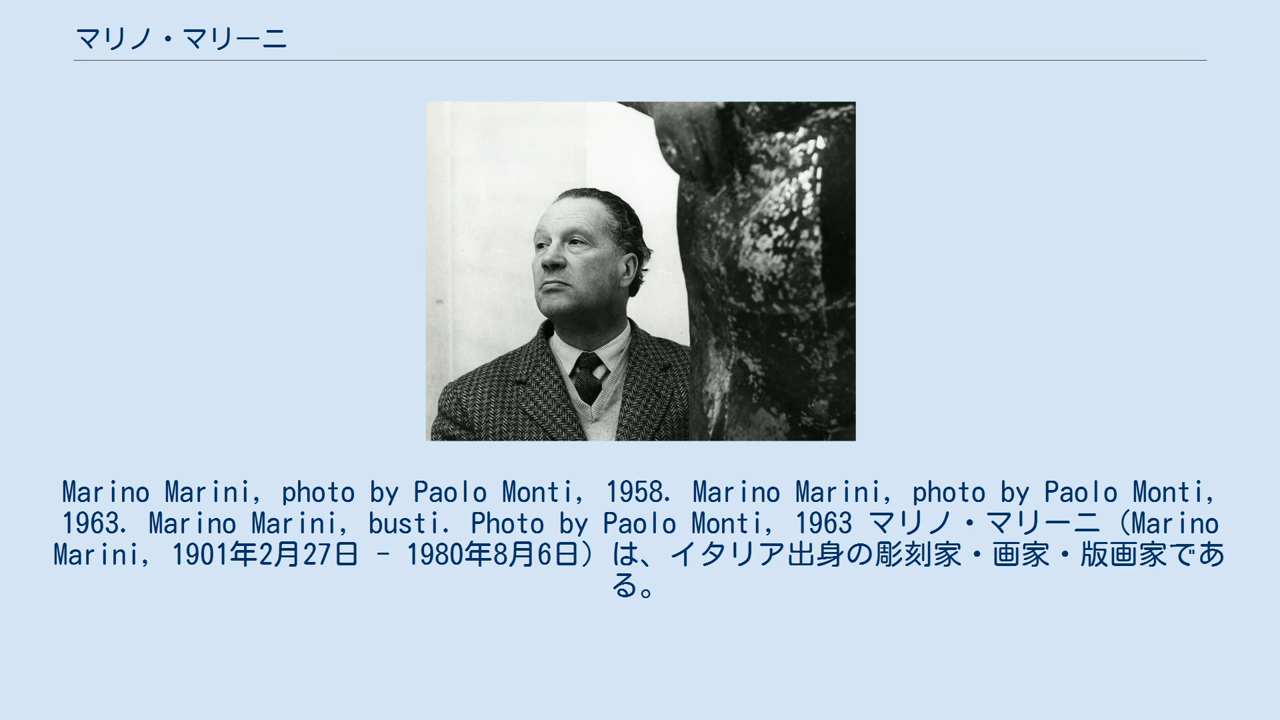 マリノ・マリーニ
Marino Marini, photo by Paolo Monti, 1958. Marino Marini, photo by Paolo Monti,
1963. Marino Marini, busti. Photo by Paolo Monti, 1963 マリノ・マリーニ（Marino
Marini, 1901年2月27日 - 1980年8月6日）は、イタリア出身の彫刻家・画家・版画家であ
る。